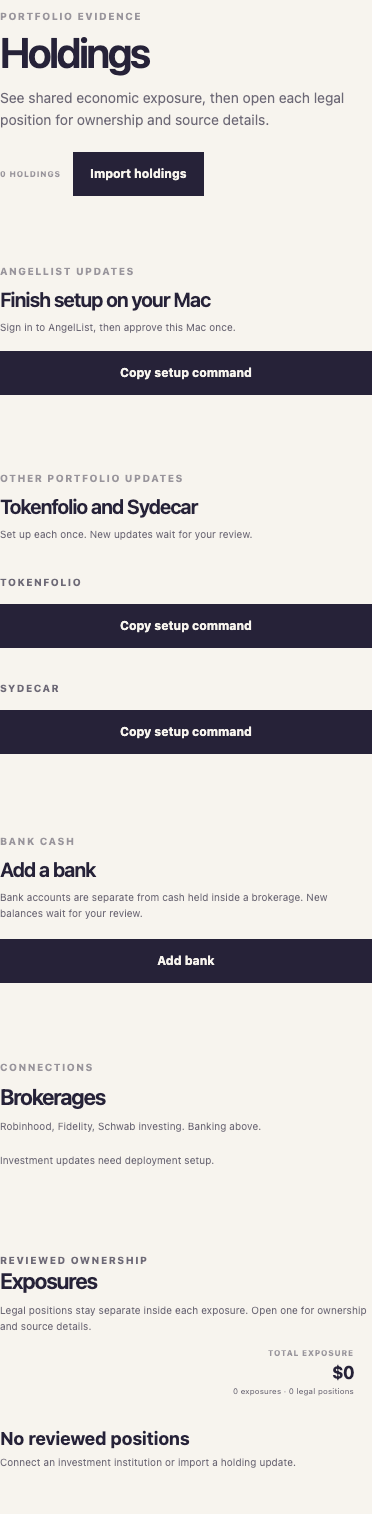 PORTFOLIO EVIDENCE
Holdings
See shared economic exposure, then open each legal
position for ownership and source details.
0 HOLDINGS
Import holdings
ANGELLIST UPDATES
Finish setup on your Mac
Sign in to AngelList, then approve this Mac once.
Copy setup command
OTHER PORTFOLIO UPDATES
Tokenfolio and Sydecar
Set up each once. New updates wait for your review.
TOKENFOLIO
Copy setup command
SYDECAR
Copy setup command
BANK CASH
Add a bank
Bank accounts are separate from cash held inside a brokerage. New
balances wait for your review.
Add bank
CONNECTIONS
Brokerages
Robinhood, Fidelity, Schwab investing. Banking above.
Investment updates need deployment setup.
REVIEWED OWNERSHIP
Exposures
Legal positions stay separate inside each exposure. Open one for ownership
and source details.
TOTAL EXPOSURE
$0
0 exposures · 0 legal positions
No reviewed positions
Connect an investment institution or import a holding update.